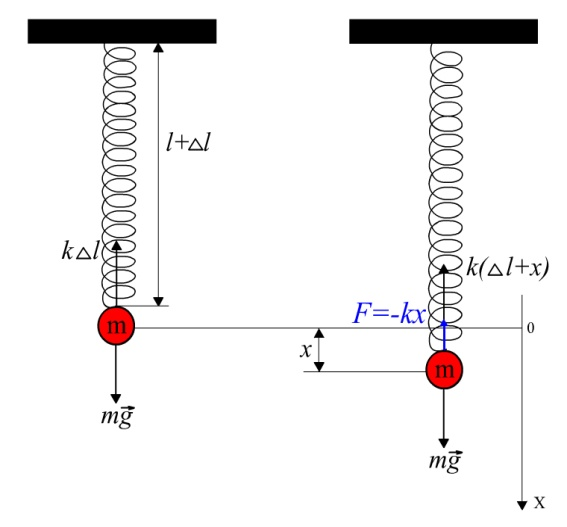 l+△l
k△l
k(△l+x)
F=-kx
0
m
x
m
mg⃗
mg⃗
X